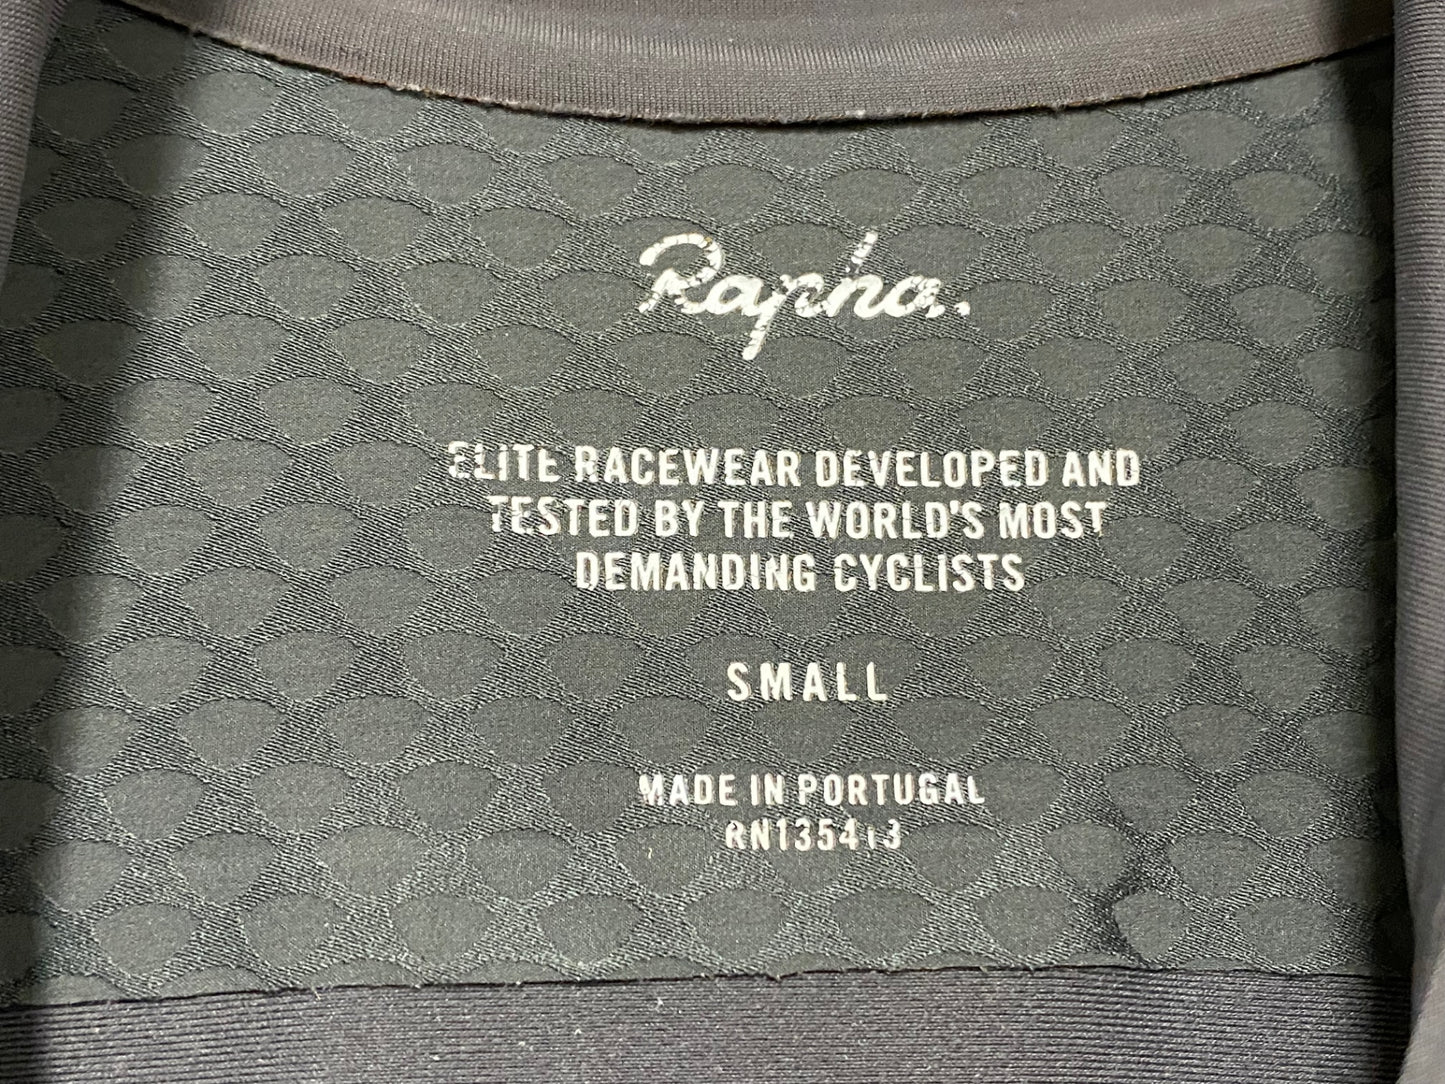 Rapha.
ELITE RACEWEAR DEVELOPED AND
TESTED BY THE WORLD'S MOST
DEMANDING CYCLISTS
SMALL
MADE IN PORTUGAL
RN135413